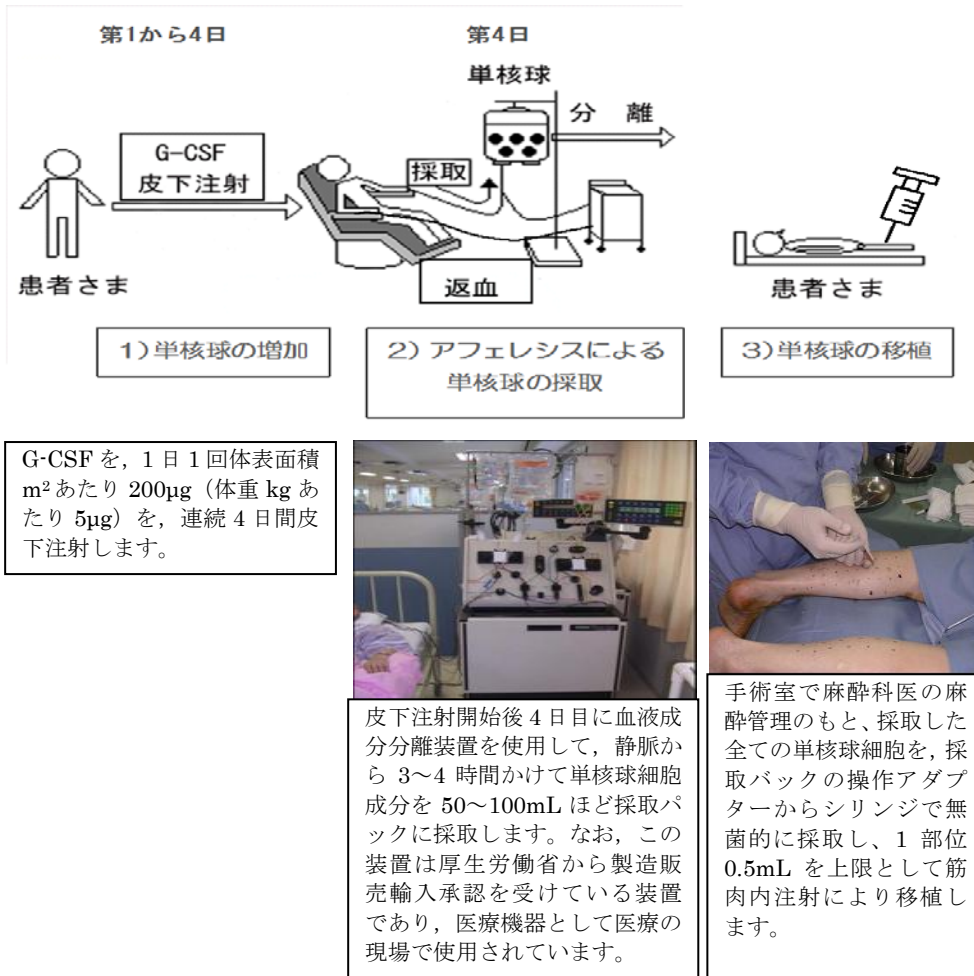 第1から4日
第4日
単核球
分 離
G-CSF
皮下注射
採取
患者さま
返血
患者さま
1)単核球の増加
2)アフェレシスによる
単核球の採取
3)単核球の移植
G-CSF を，1 日 1 回体表面積
m²あたり 200µg（体重 kg あ
たり 5µg）を，連続 4 日間皮
下注射します。
皮下注射開始後 4 日目に血液成
分分離装置を使用して，静脈か
ら 3～4 時間かけて単核球細胞
成分を 50～100mL ほど採取パ
ックに採取します。なお，この
装置は厚生労働省から製造販
売輸入承認を受けている装置
であり，医療機器として医療の
現場で使用されています。
手術室で麻酔科医の麻
酔管理のもと、採取した
全ての単核球細胞を，採
取バックの操作アダプ
ターからシリンジで無
菌的に採取し、1 部位
0.5mL を上限として筋
肉内注射により移植し
ます。